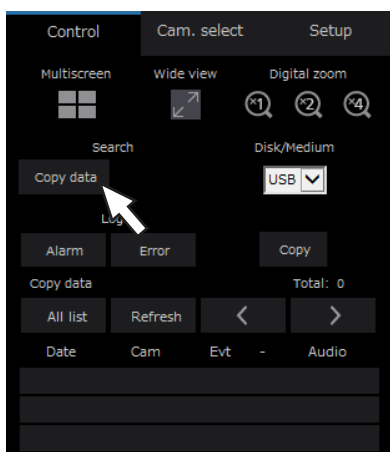 Control Cam. select Setup
Multiscreen Wide view Digital zoom
×1 ×2 ×4
Search Disk/Medium
Copy data USB
Log
Alarm Error Copy
Copy data Total: 0
All list Refresh < >
Date Cam Evt - Audio